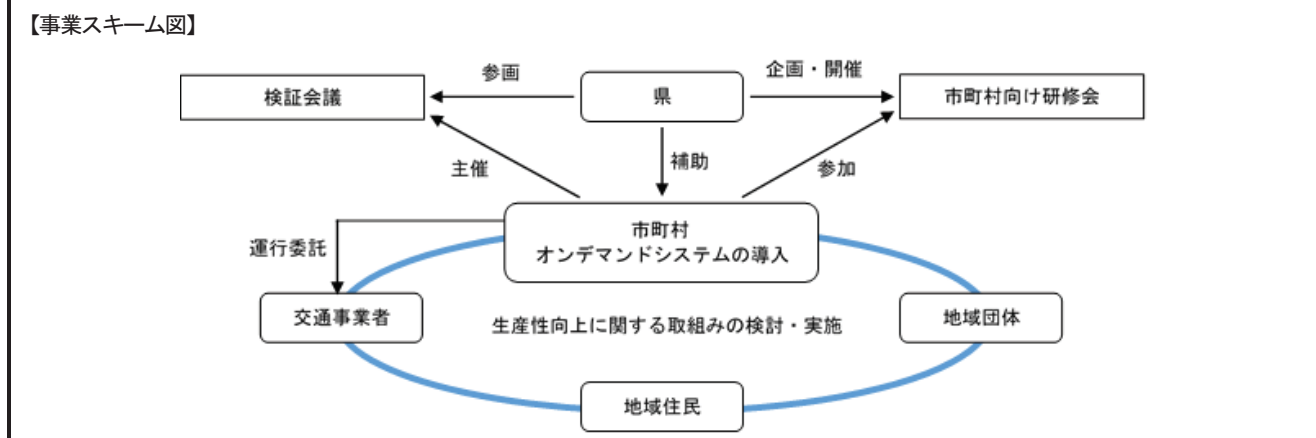 【事業スキーム図】
参画
企画・開催
検証会議
県
市町村向け研修会
主催
補助
参加
市町村
オンデマンドシステムの導入
運行委託
交通事業者
生産性向上に関する取組みの検討・実施
地域団体
地域住民